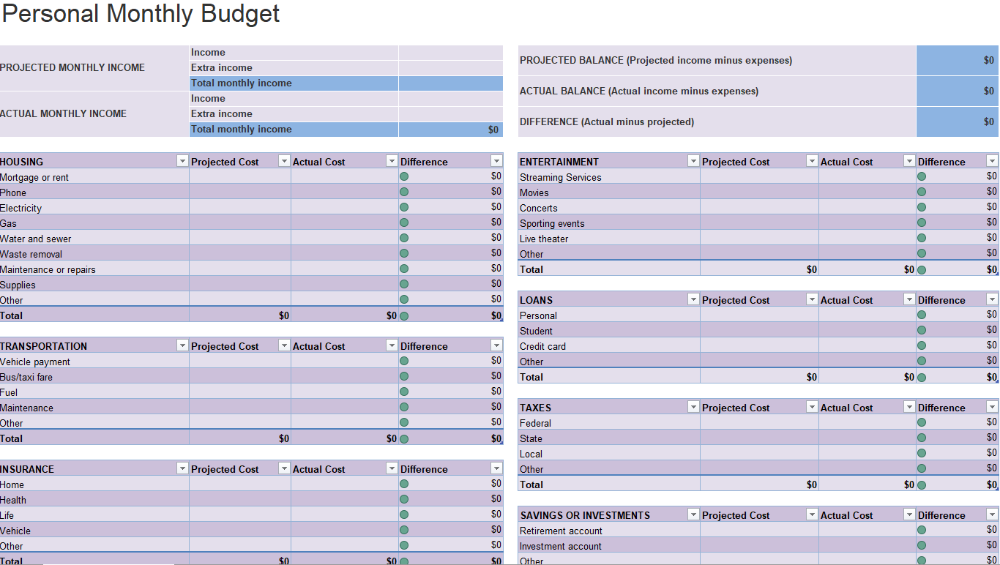 Personal Monthly Budget
PROJECTED MONTHLY INCOME
Income
Extra income
Total monthly income
ACTUAL MONTHLY INCOME
Income
Extra income
Total monthly income $0
PROJECTED BALANCE (Projected income minus expenses) $0
ACTUAL BALANCE (Actual income minus expenses) $0
DIFFERENCE (Actual minus projected) $0
HOUSING Projected Cost Actual Cost Difference
Mortgage or rent $0
Phone $0
Electricity $0
Gas $0
Water and sewer $0
Waste removal $0
Maintenance or repairs $0
Supplies $0
Other $0
Total $0 $0 $0
TRANSPORTATION Projected Cost Actual Cost Difference
Vehicle payment $0
Bus/taxi fare $0
Fuel $0
Maintenance $0
Other $0
Total $0 $0 $0
INSURANCE Projected Cost Actual Cost Difference
Home $0
Health $0
Life $0
Vehicle $0
Other $0
Total $0 $0 $0
ENTERTAINMENT Projected Cost Actual Cost Difference
Streaming Services $0
Movies $0
Concerts $0
Sporting events $0
Live theater $0
Other $0
Total $0 $0 $0
LOANS Projected Cost Actual Cost Difference
Personal $0
Student $0
Credit card $0
Other $0
Total $0 $0 $0
TAXES Projected Cost Actual Cost Difference
Federal $0
State $0
Local $0
Other $0
Total $0 $0 $0
SAVINGS OR INVESTMENTS Projected Cost Actual Cost Difference
Retirement account $0
Investment account $0
Other $0